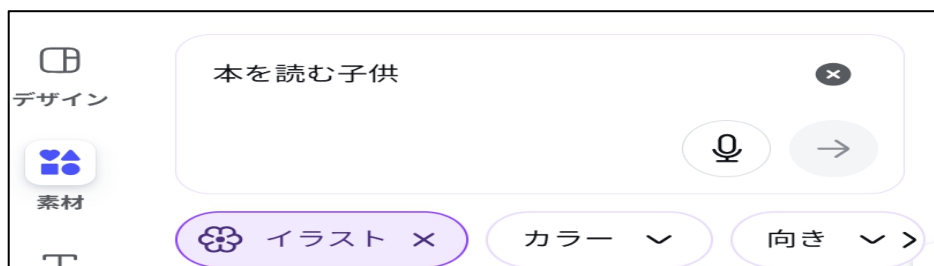 本を読む子供
デザイン
素材
イラスト
カラー
向き